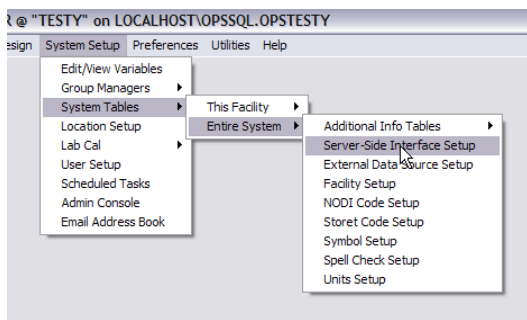 R @ "TESTY" on LOCALHOST\OPSSQL.OPSTESTY
esign System Setup Preferences Utilities Help
Edit/View Variables
Group Managers
System Tables
Location Setup
Lab Cal
User Setup
Scheduled Tasks
Admin Console
Email Address Book
This Facility
Entire System
Additional Info Tables
Server-Side Interface Setup
External Data Source Setup
Facility Setup
NODI Code Setup
Storet Code Setup
Symbol Setup
Spell Check Setup
Units Setup